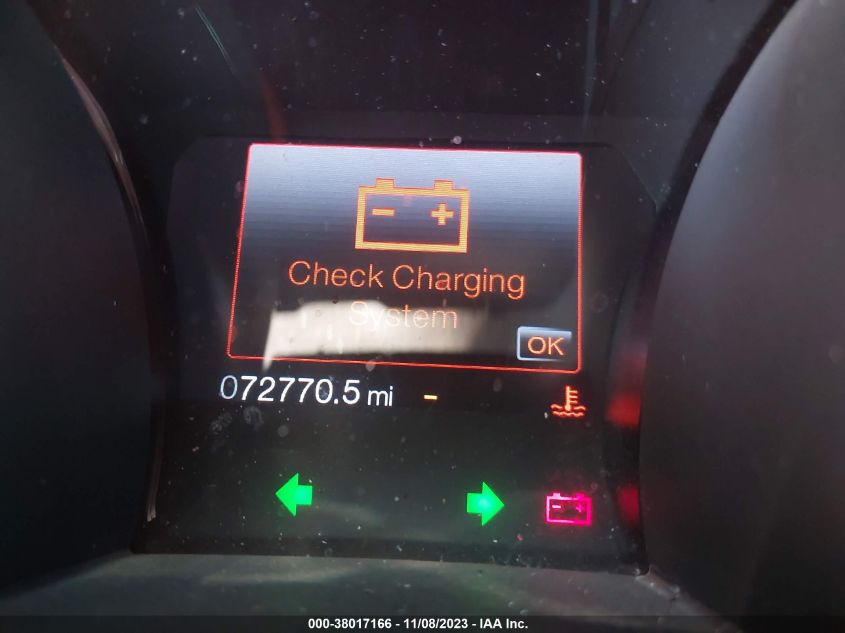 Check Charging
System
OK
072770.5 mi
000-38017166 - 11/08/2023 - IAA Inc.